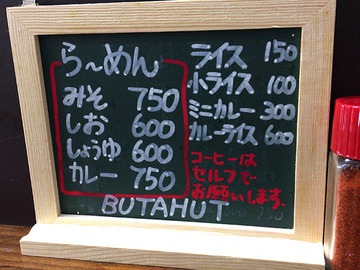 ら〜めん
みそ 750
しお 600
しょうゆ 600
カレー 750
ライス 150
小ライス 100
ミニカレー 300
カレーライス 600
コーヒーは
セルフで
お願いします。
BUTAHUT